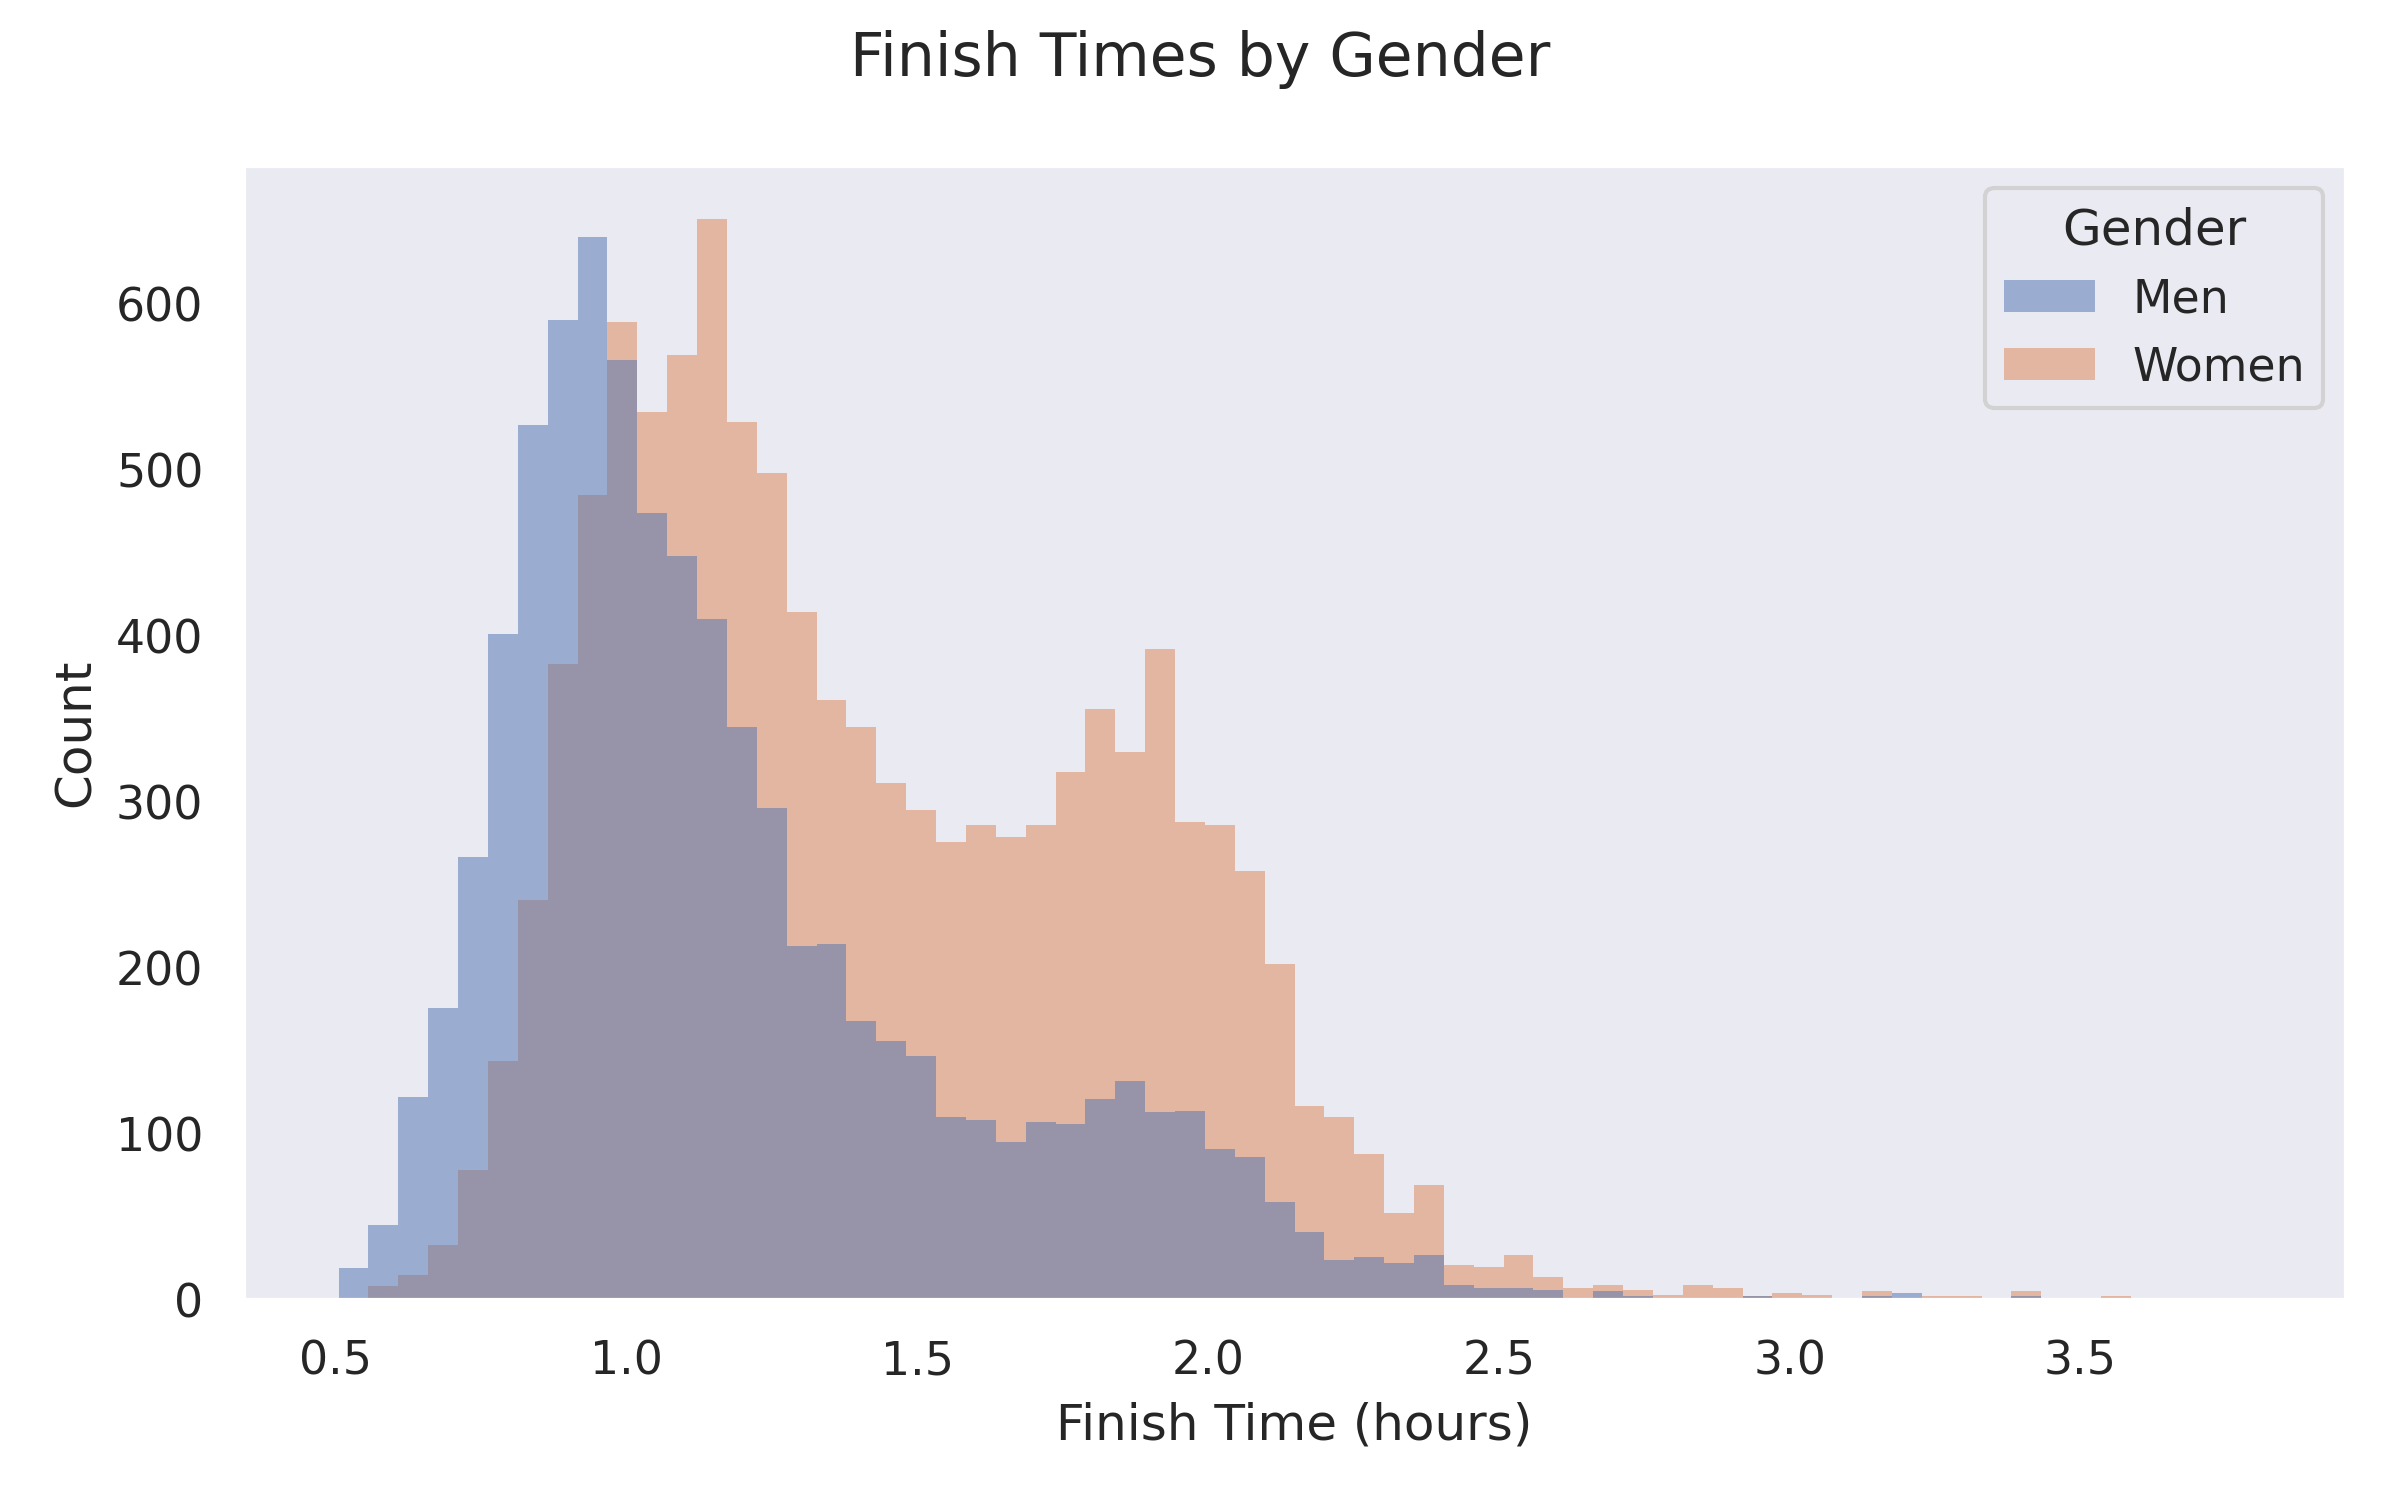 Finish Times by Gender
Gender
Men
Women
Count
600
500
400
300
200
100
0
0.5 1.0 1.5 2.0 2.5 3.0 3.5
Finish Time (hours)